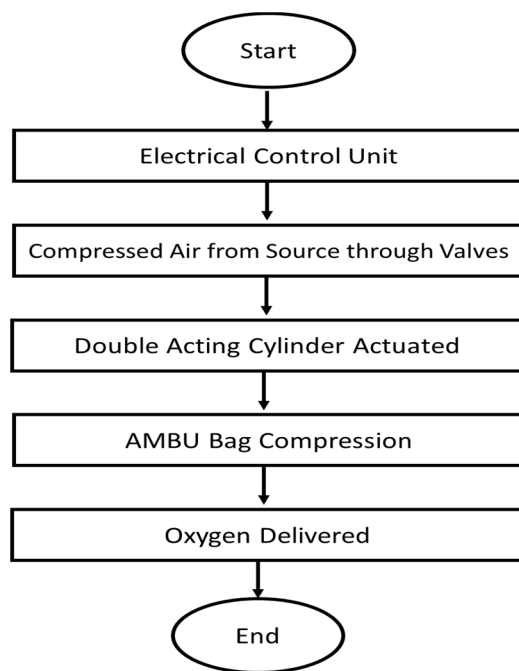 Start
Electrical Control Unit
Compressed Air from Source through Valves
Double Acting Cylinder Actuated
AMBU Bag Compression
Oxygen Delivered
End